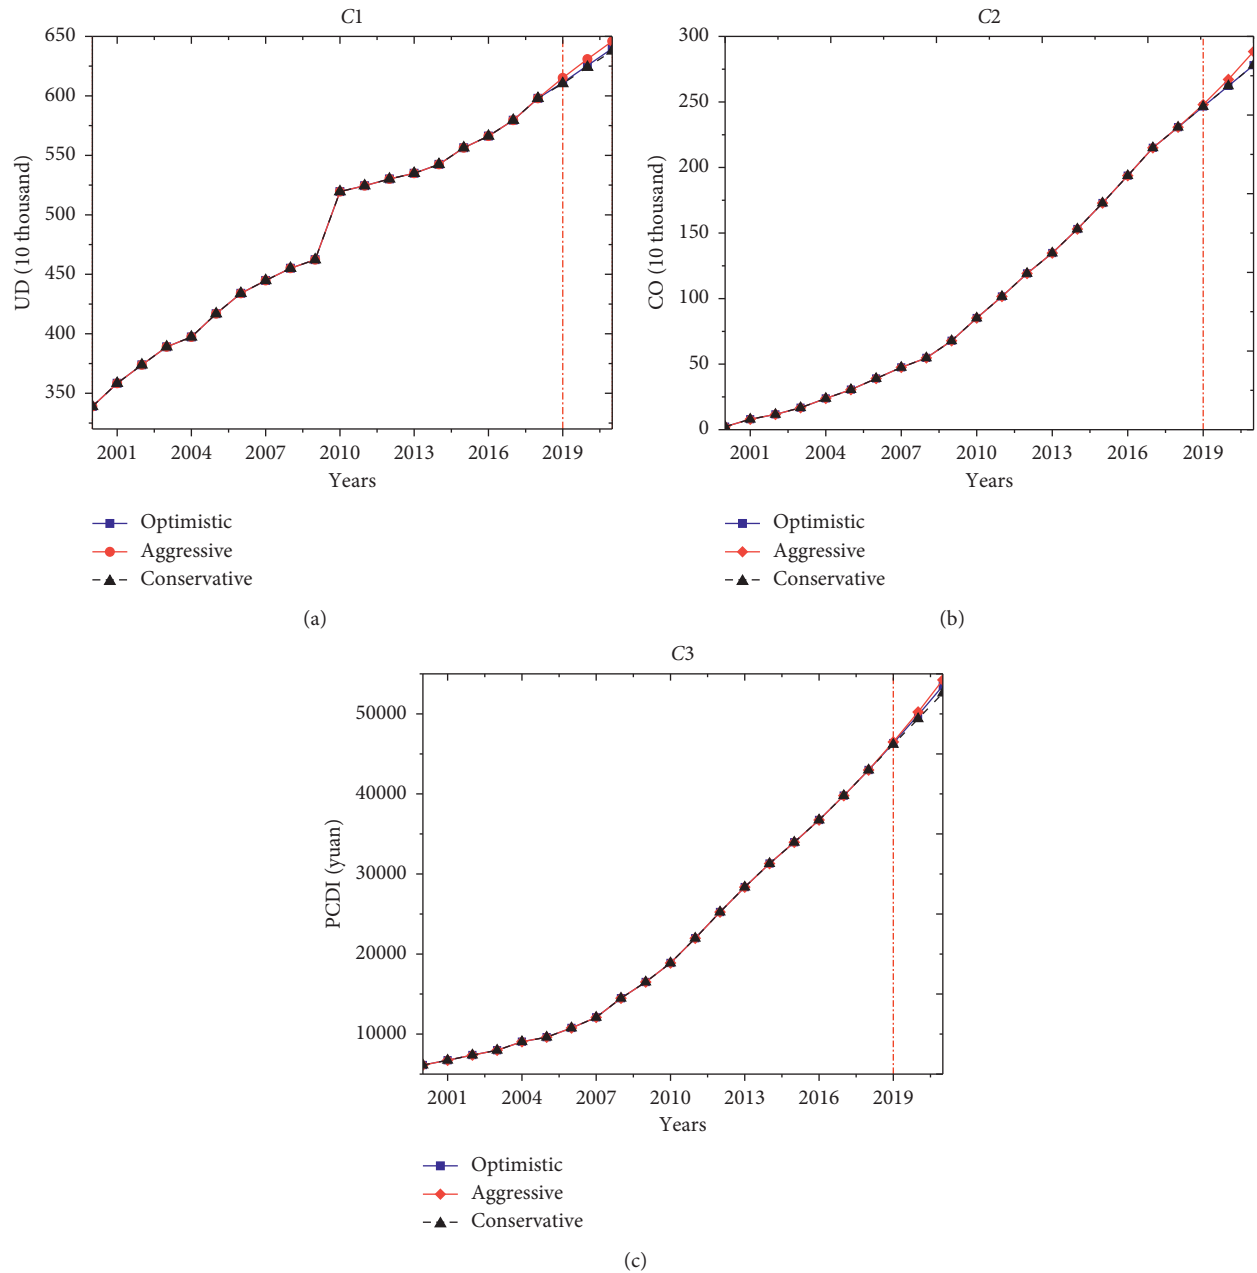 C1
650
600
550
500
450
400
350
UD (10 thousand)
2001 2004 2007 2010 2013 2016 2019
Years
Optimistic
Aggressive
Conservative
(a)
C2
300
250
200
150
100
50
0
CO (10 thousand)
2001 2004 2007 2010 2013 2016 2019
Years
Optimistic
Aggressive
Conservative
(b)
C3
50000
40000
30000
20000
10000
PCDI (yuan)
2001 2004 2007 2010 2013 2016 2019
Years
Optimistic
Aggressive
Conservative
(c)